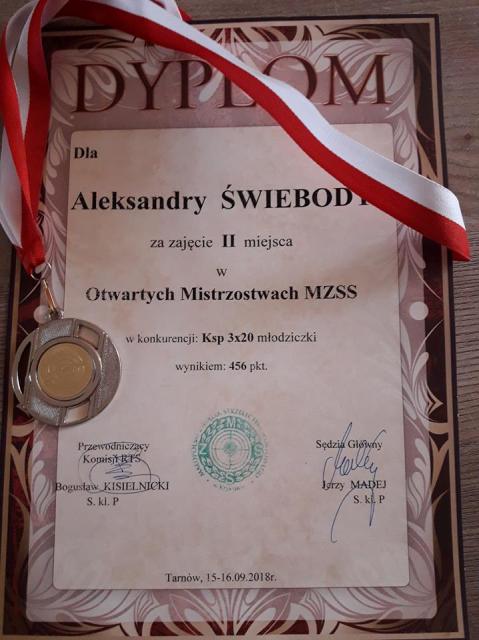 DYPLOM
Dla
Aleksandry ŚWIEBODY
za zajęcie II miejsca
w
Otwartych Mistrzostwach MZSS
w konkurencji: Ksp 3x20 młodziczki
wynikiem: 456 pkt.
Przewodniczący
Komisji RTS
Bogusław KISIELNICKI
S. kl. P
Sędzia Główny
Jerzy MADEJ
S. kl. P
Tarnów, 15-16.09.2018r.